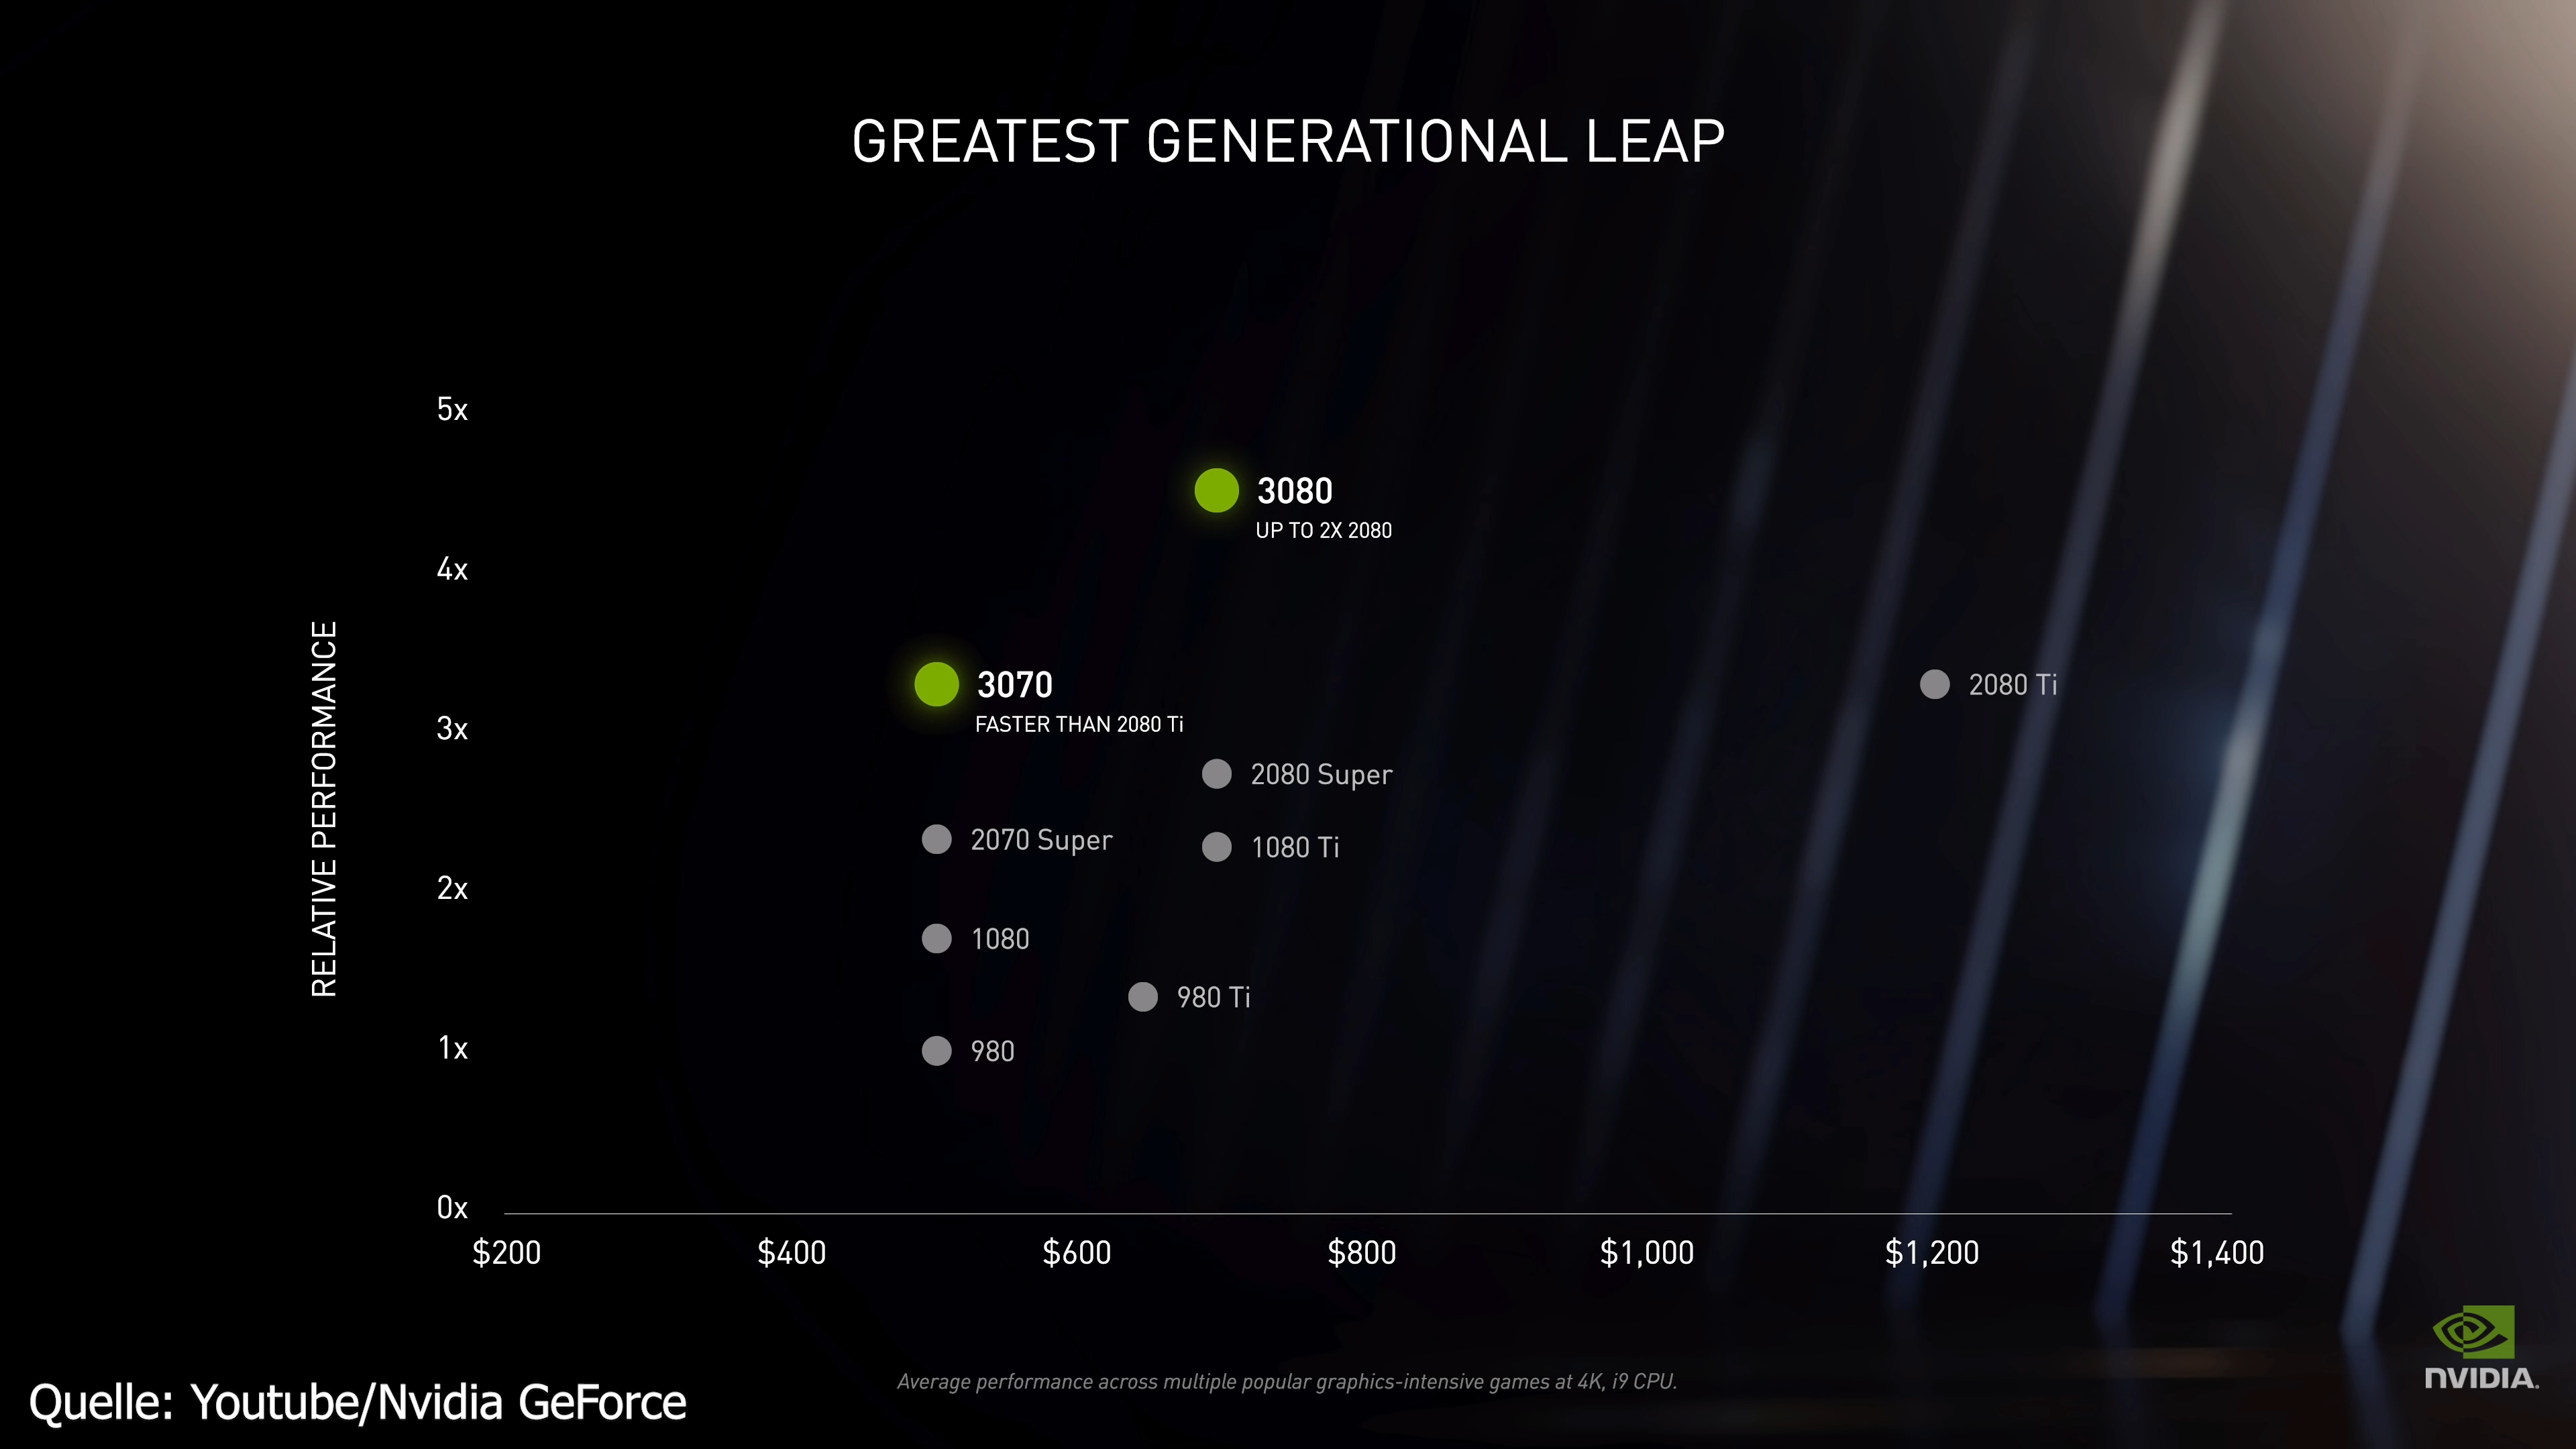 GREATEST GENERATIONAL LEAP
5x
3080
UP TO 2X 2080
4x
3070
FASTER THAN 2080 Ti
2080 Ti
3x
2080 Super
2070 Super
1080 Ti
2x
1080
980 Ti
1x
980
0x
RELATIVE PERFORMANCE
$200 $400 $600 $800 $1,000 $1,200 $1,400
Average performance across multiple popular graphics-intensive games at 4K, i9 CPU.
Quelle: Youtube/Nvidia GeForce
NVIDIA.